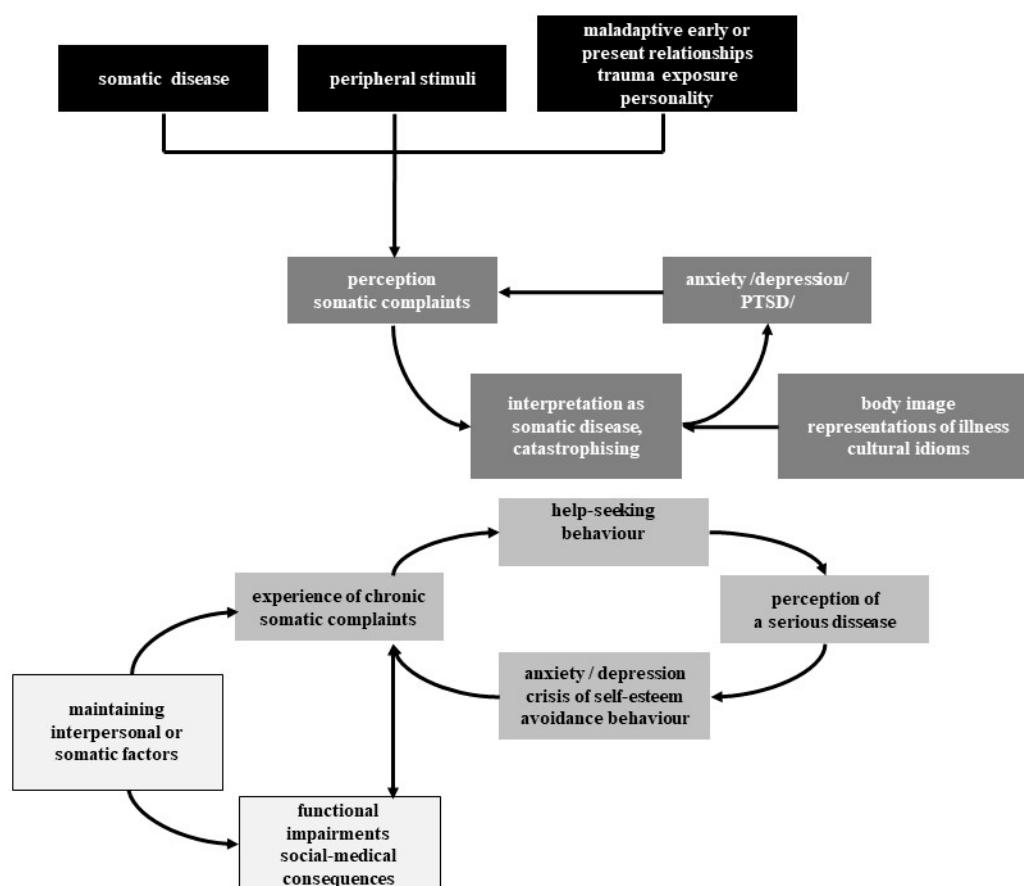 somatic disease
peripheral stimuli
maladaptive early or
present relationships
trauma exposure
personality
perception
somatic complaints
anxiety /depression/
PTSD/
interpretation as
somatic disease,
catastrophising
body image
representations of illness
cultural idioms
help-seeking
behaviour
experience of chronic
somatic complaints
perception of
a serious dissease
anxiety / depression
crisis of self-esteem
avoidance behaviour
maintaining
interpersonal or
somatic factors
functional
impairments
social-medical
consequences